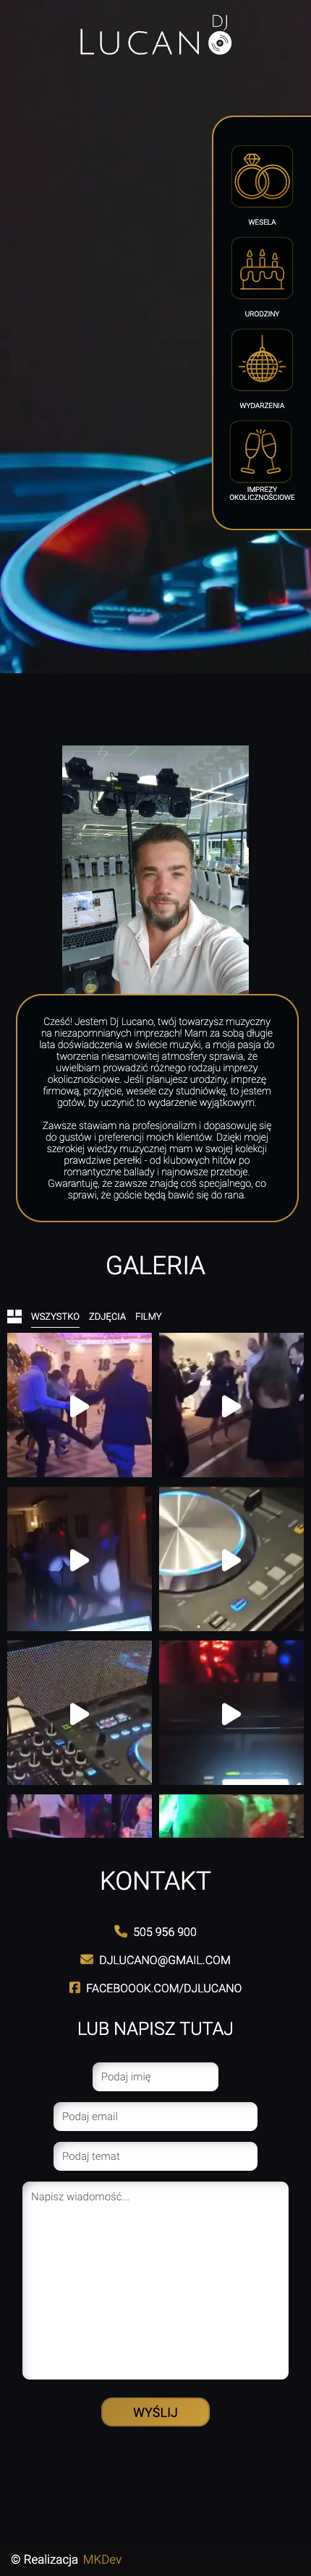 DJ
LUCANO
WESELA
URODZINY
WYDARZENIA
IMPREZY
OKOLICZNOŚCIOWE
Cześć! Jestem Dj Lucano, twój towarzysz muzyczny
na niezapomnianych imprezach! Mam za sobą długie
lata doświadczenia w świecie muzyki, a moja pasja do
tworzenia niesamowitej atmosfery sprawia, że
uwielbiam prowadzić różnego rodzaju imprezy
okolicznościowe. Jeśli planujesz urodziny, imprezę
firmową, przyjęcie, wesele czy studniówkę, to jestem
gotów, by uczynić to wydarzenie wyjątkowym.
Zawsze stawiam na profesjonalizm i dopasowuję się
do gustów i preferencji moich klientów. Dzięki mojej
szerokiej wiedzy muzycznej mam w swojej kolekcji
prawdziwe perełki - od klubowych hitów po
romantyczne ballady i najnowsze przeboje.
Gwarantuję, że zawsze znajdę coś specjalnego, co
sprawi, że goście będą bawić się do rana.
GALERIA
WSZYSTKO ZDJĘCIA FILMY
KONTAKT
505 956 900
DJLUCANO@GMAIL.COM
FACEBOOOK.COM/DJLUCANO
LUB NAPISZ TUTAJ
Podaj imię
Podaj email
Podaj temat
Napisz wiadomość...
WYŚLIJ
© Realizacja MKDev